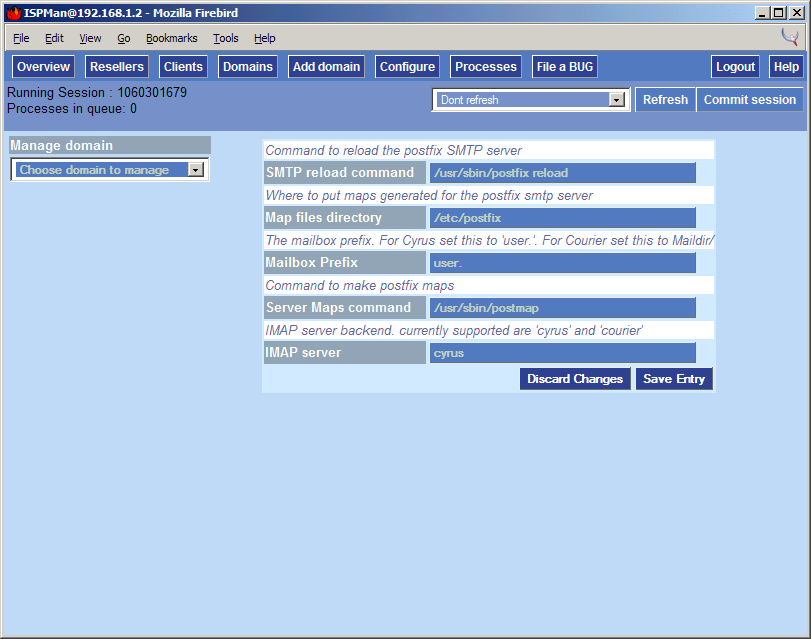 ISPMan@192.168.1.2 - Mozilla Firebird
File Edit View Go Bookmarks Tools Help
Overview Resellers Clients Domains Add domain Configure Processes File a BUG Logout Help
Running Session : 1060301679
Processes in queue: 0
Dont refresh Refresh Commit session
Manage domain
Choose domain to manage
Command to reload the postfix SMTP server
SMTP reload command /usr/sbin/postfix reload
Where to put maps generated for the postfix smtp server
Map files directory /etc/postfix
The mailbox prefix. For Cyrus set this to 'user.'. For Courier set this to Maildir/
Mailbox Prefix user.
Command to make postfix maps
Server Maps command /usr/sbin/postmap
IMAP server backend. currently supported are 'cyrus' and 'courier'
IMAP server cyrus
Discard Changes Save Entry